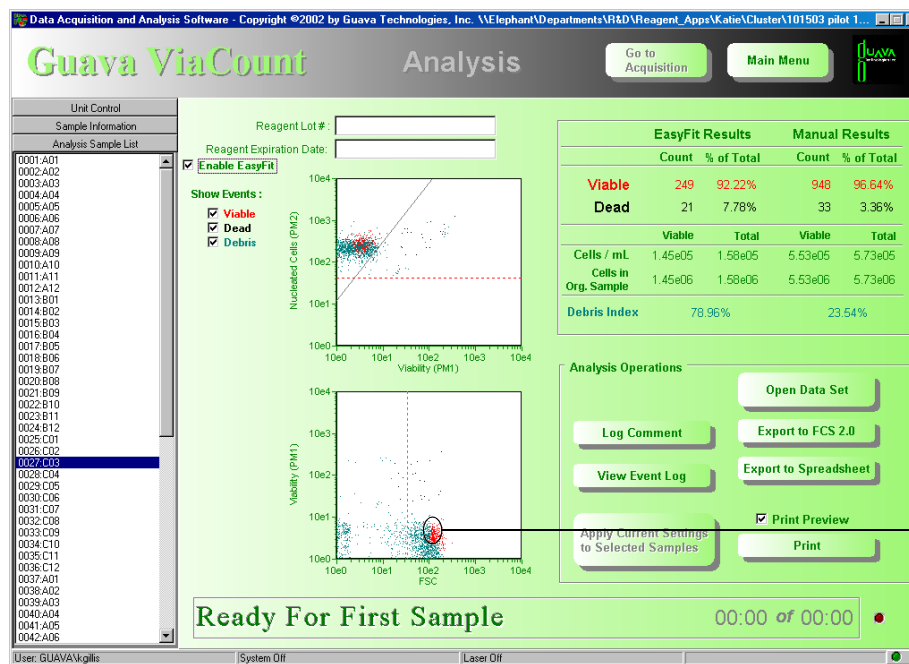 Data Acquisition and Analysis Software - Copyright ©2002 by Guava Technologies, Inc. \\Elephant\Departments\R&D\Reagent_Apps\Katie\Cluster\101503 pilot 1...
Guava ViaCount
Analysis
Go to
Acquisition
Main Menu
guava
Unit Control
Sample Information
Analysis Sample List
0001:A01
0002:A02
0003:A03
0004:A04
0005:A05
0006:A06
0007:A07
0008:A08
0009:A09
0010:A10
0011:A11
0012:A12
0013:B01
0014:B02
0015:B03
0016:B04
0017:B05
0018:B06
0019:B07
0020:B08
0021:B09
0022:B10
0023:B11
0024:B12
0025:C01
0026:C02
0027:C03
0028:C04
0029:C05
0030:C06
0031:C07
0032:C08
0033:C09
0034:C10
0035:C11
0036:C12
0037:A01
0038:A02
0039:A03
0040:A04
0041:A05
0042:A06
Reagent Lot #:
Reagent Expiration Date:
Enable EasyFit
Show Events :
Viable
Dead
Debris
10e4
10e3
10e2
10e1
10e0
Nucleated Cells (PM2)
10e0 10e1 10e2 10e3 10e4
Viability (PM1)
10e4
10e3
10e2
10e1
10e0
Viability (PM1)
10e0 10e1 10e2 10e3 10e4
FSC
EasyFit Results Manual Results
Count % of Total Count % of Total
Viable 249 92.22% 948 96.64%
Dead 21 7.78% 33 3.36%
Viable Total Viable Total
Cells / mL 1.45e05 1.58e05 5.53e05 5.73e05
Cells in
Org. Sample 1.45e06 1.58e06 5.53e06 5.73e06
Debris Index 78.96% 23.54%
Analysis Operations
Open Data Set
Log Comment
Export to FCS 2.0
View Event Log
Export to Spreadsheet
Apply Current Settings
to Selected Samples
Print Preview
Print
Ready For First Sample
00:00 of 00:00
User: GUAVA\kgillis
System Off
Laser Off